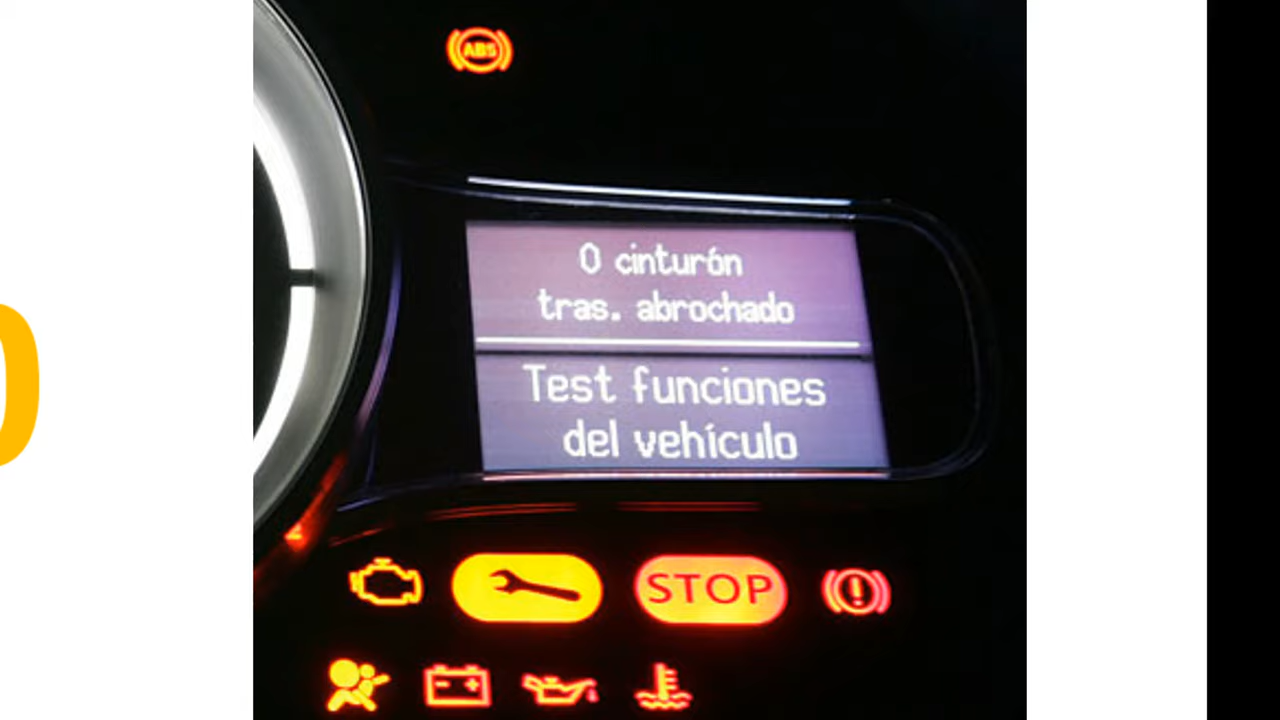 ABS
0 cinturón
tras. abrochado
Test funciones
del vehículo
STOP